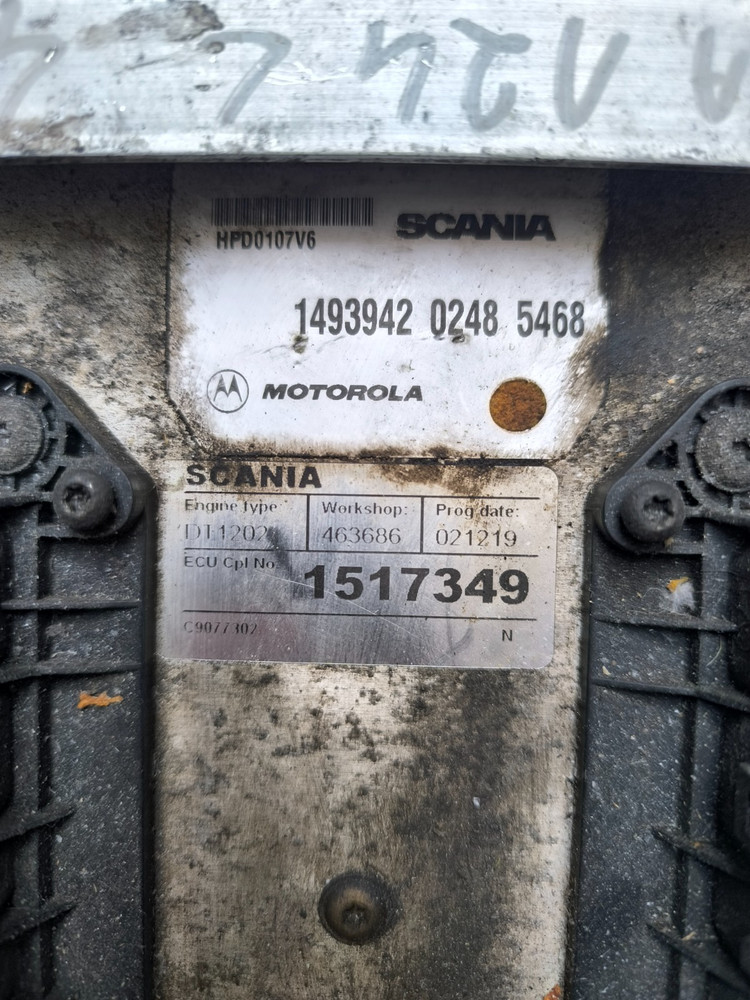 HPD0107V6
SCANIA
1493942 0248 5468
MOTOROLA
SCANIA
Engine type: Workshop: Prog date:
463686 021219
ECU Cpl No:
1517349
C9077302 N